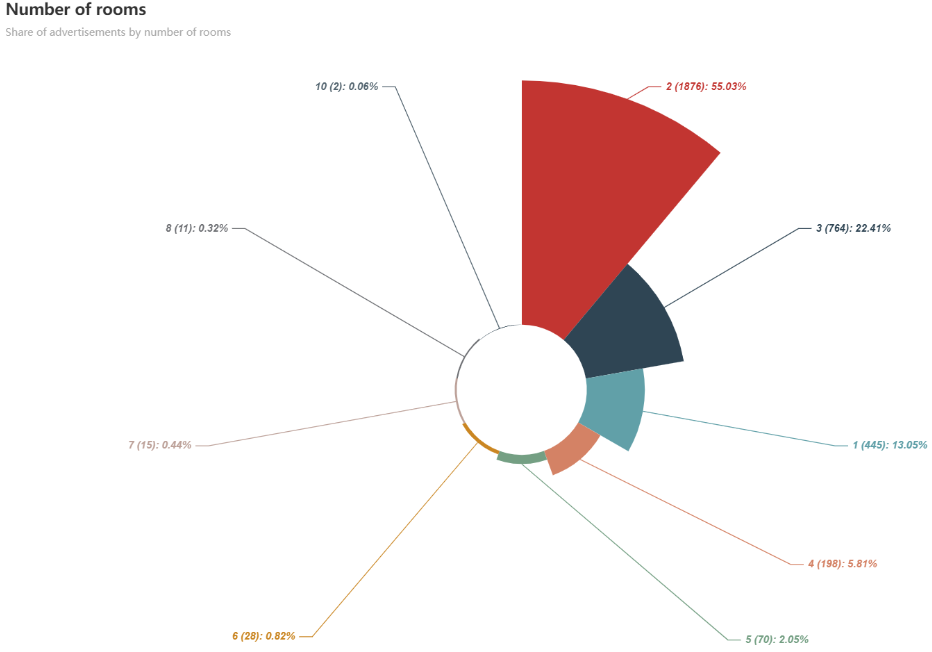 Number of rooms
Share of advertisements by number of rooms
10 (2): 0.06%
2 (1876): 55.03%
8 (11): 0.32%
3 (764): 22.41%
7 (15): 0.44%
1 (445): 13.05%
4 (198): 5.81%
6 (28): 0.82%
5 (70): 2.05%